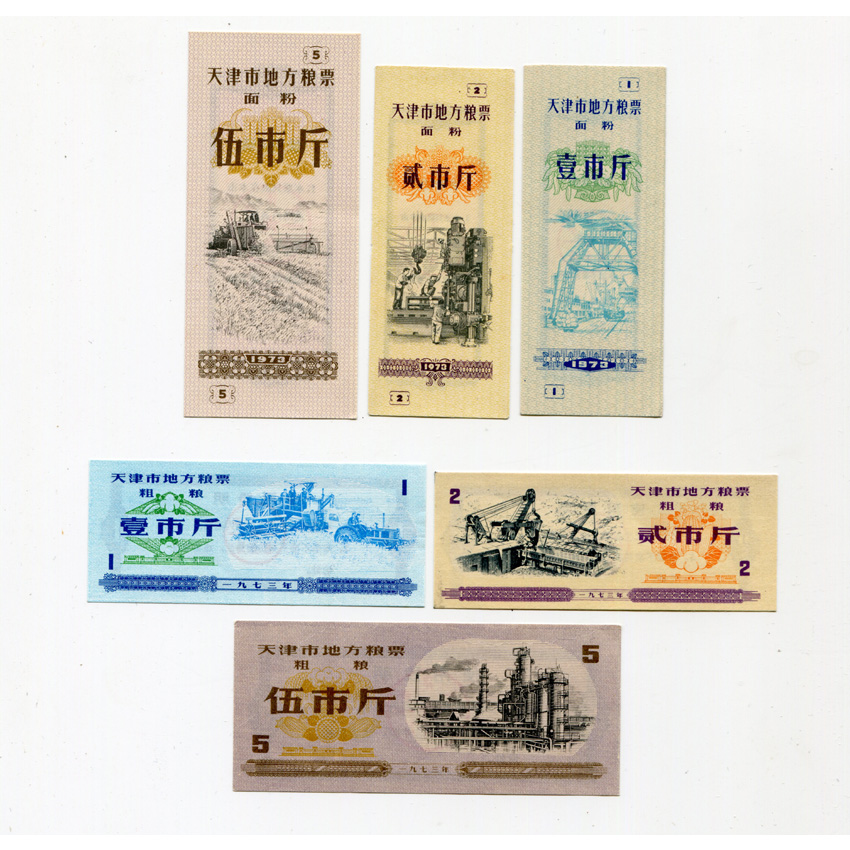 5
天津市地方粮票
面粉
伍市斤
1973
5
2
天津市地方粮票
面粉
贰市斤
1973
2
1
天津市地方粮票
面粉
壹市斤
1973
1
天津市地方粮票
粗粮
壹市斤
1
1
一九七三年
2
天津市地方粮票
粗粮
贰市斤
2
一九七三年
天津市地方粮票
粗粮
伍市斤
5
5
一九七三年